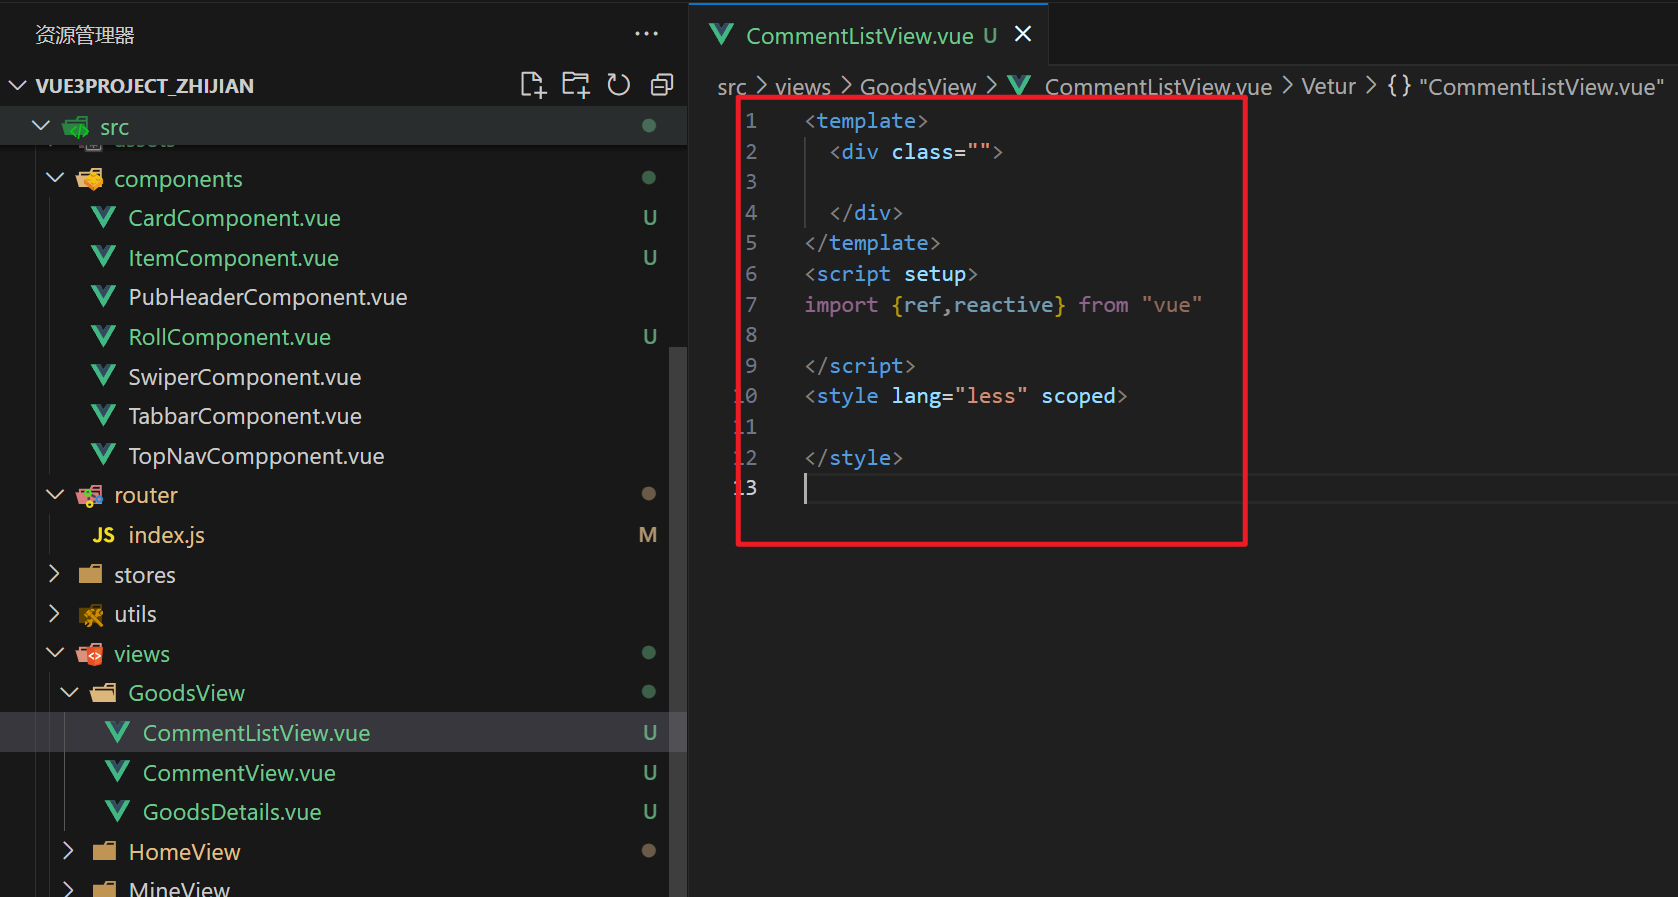 资源管理器
VUE3PROJECT_ZHIJIAN
src
assets
components
CardComponent.vue U
ItemComponent.vue U
PubHeaderComponent.vue
RollComponent.vue U
SwiperComponent.vue
TabbarComponent.vue
TopNavCompponent.vue
router
JS index.js M
stores
utils
views
GoodsView
CommentListView.vue U
CommentView.vue U
GoodsDetails.vue U
HomeView
MineView
CommentListView.vue U
src > views > GoodsView > CommentListView.vue > Vetur > {} "CommentListView.vue"
1 <template>
2 <div class="">
3
4 </div>
5 </template>
6 <script setup>
7 import {ref,reactive} from "vue"
8
9 </script>
10 <style lang="less" scoped>
11
12 </style>
13